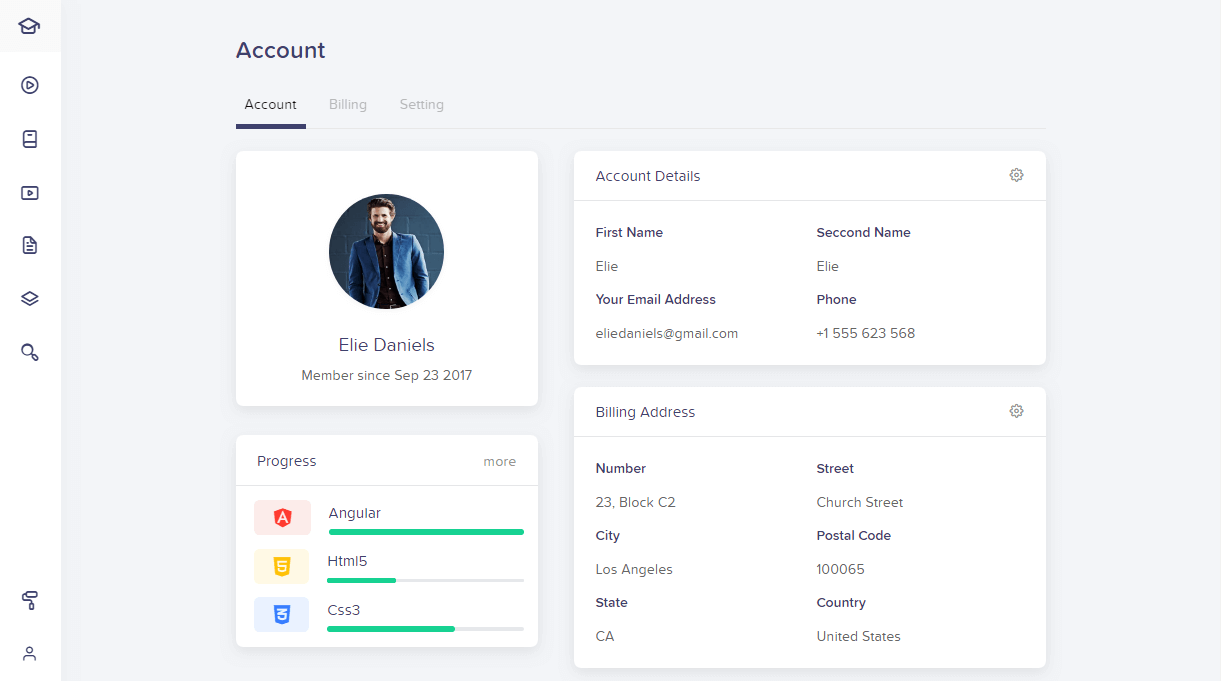 Account
Account Billing Setting
Elie Daniels
Member since Sep 23 2017
Progress more
Angular
Html5
Css3
Account Details
First Name Seccond Name
Elie Elie
Your Email Address Phone
eliedaniels@gmail.com +1 555 623 568
Billing Address
Number Street
23, Block C2 Church Street
City Postal Code
Los Angeles 100065
State Country
CA United States